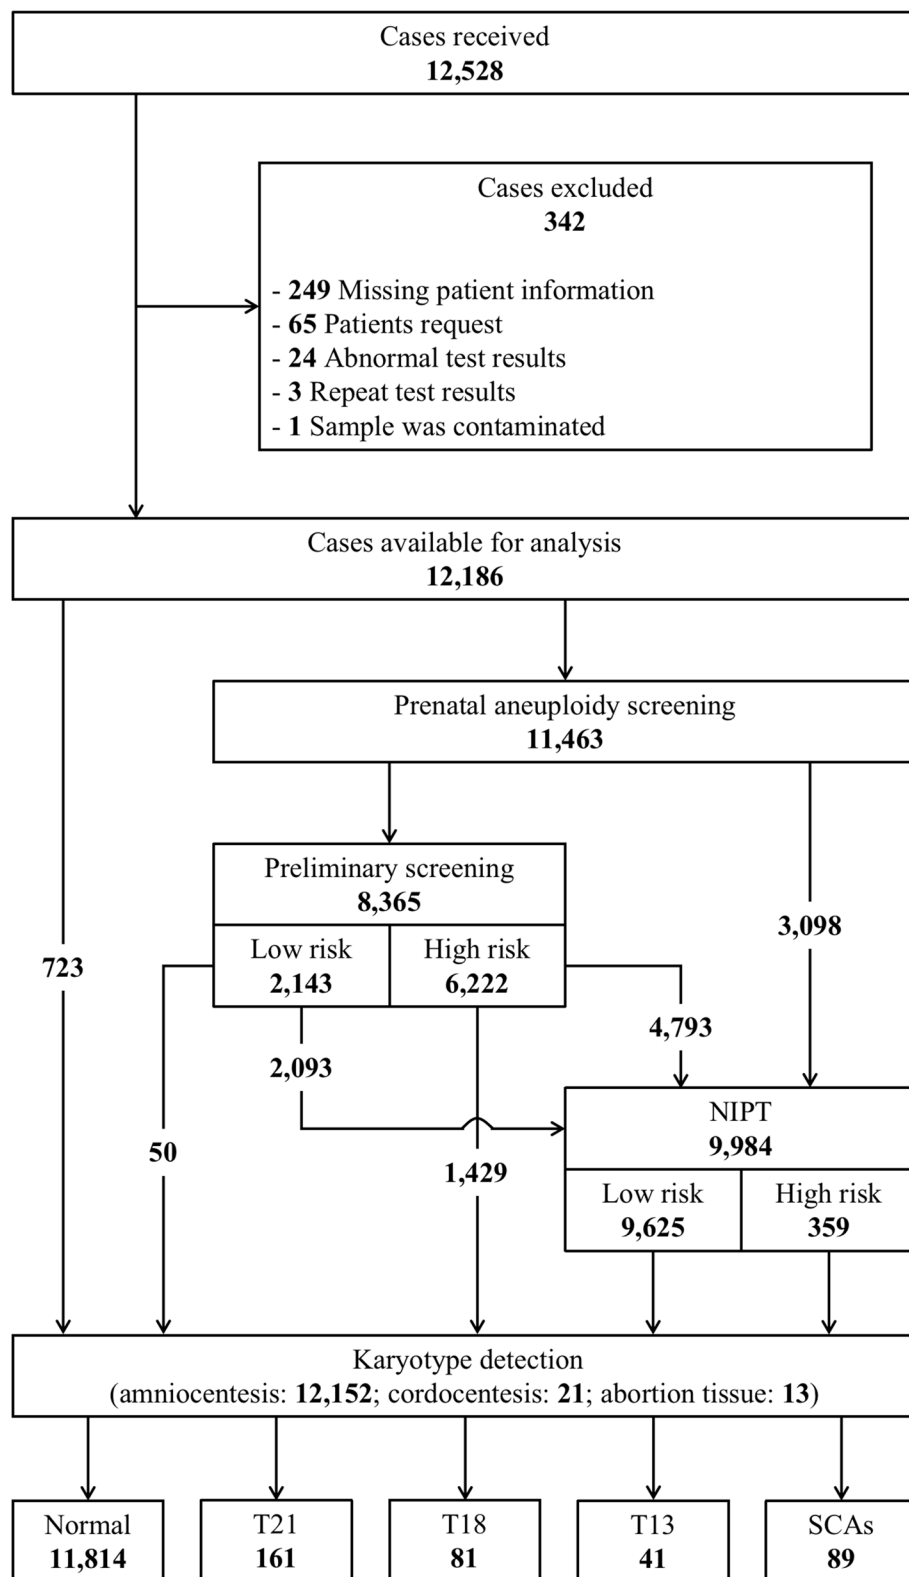 Cases received
12,528
Cases excluded
342
- 249 Missing patient information
- 65 Patients request
- 24 Abnormal test results
- 3 Repeat test results
- 1 Sample was contaminated
Cases available for analysis
12,186
Prenatal aneuploidy screening
11,463
Preliminary screening
8,365
Low risk
2,143
High risk
6,222
3,098
723
4,793
2,093
NIPT
9,984
50
1,429
Low risk
9,625
High risk
359
Karyotype detection
(amniocentesis: 12,152; cordocentesis: 21; abortion tissue: 13)
Normal
11,814
T21
161
T18
81
T13
41
SCAs
89